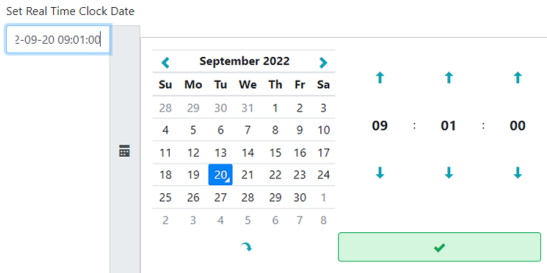 Set Real Time Clock Date
2-09-20 09:01:00
September 2022
Su Mo Tu We Th Fr Sa
28 29 30 31 1 2 3
4 5 6 7 8 9 10
11 12 13 14 15 16 17
18 19 20 21 22 23 24
25 26 27 28 29 30 1
2 3 4 5 6 7 8
09 : 01 : 00